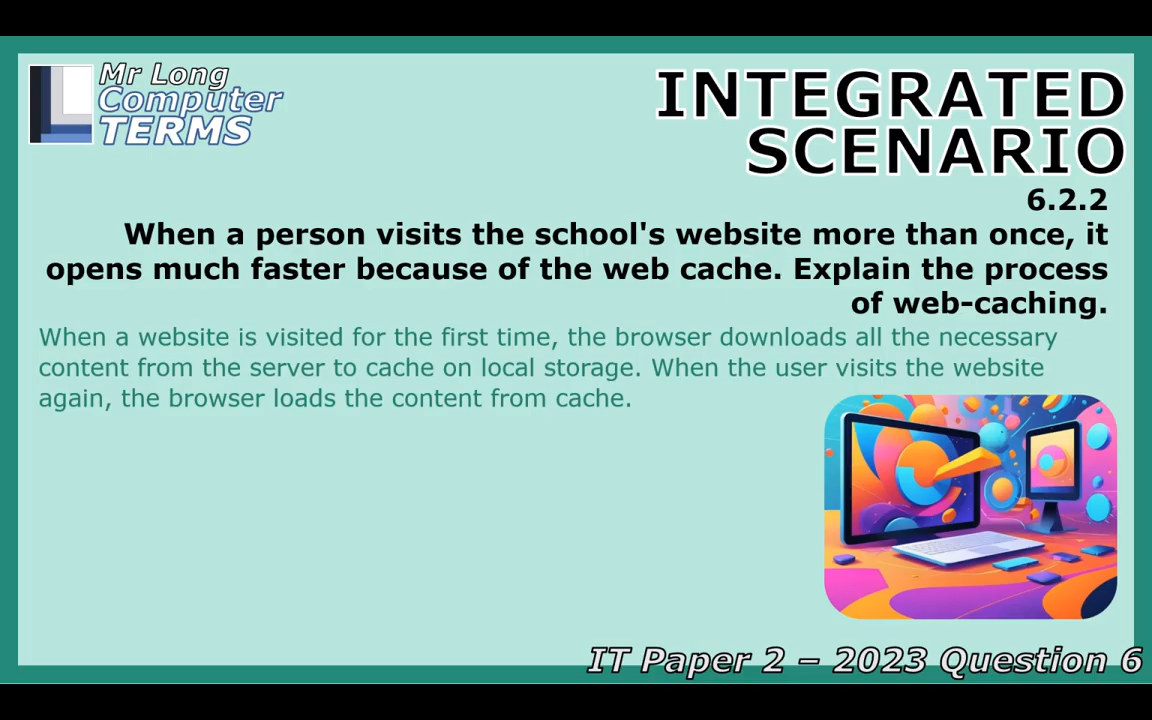 Mr Long
Computer
TERMS
INTEGRATED
SCENARIO
6.2.2
When a person visits the school's website more than once, it
opens much faster because of the web cache. Explain the process
of web-caching.
When a website is visited for the first time, the browser downloads all the necessary
content from the server to cache on local storage. When the user visits the website
again, the browser loads the content from cache.
IT Paper 2 – 2023 Question 6